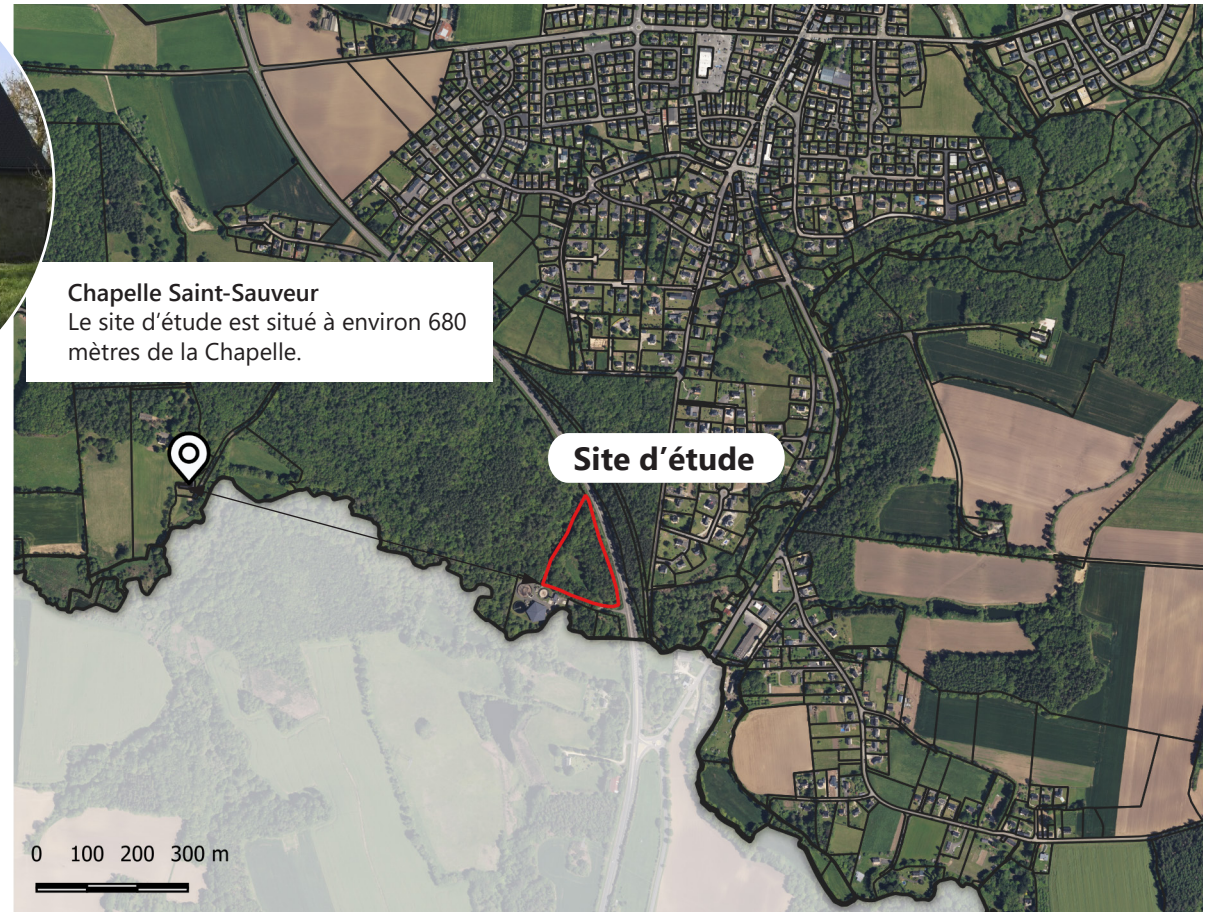 Chapelle Saint-Sauveur
Le site d’étude est situé à environ 680
mètres de la Chapelle.
Site d’étude
0 100 200 300 m